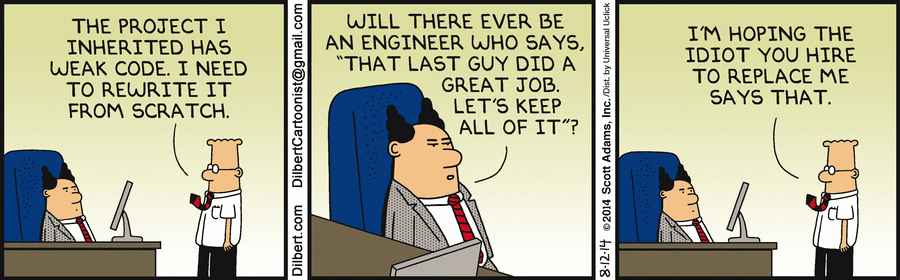 THE PROJECT I
INHERITED HAS
WEAK CODE. I NEED
TO REWRITE IT
FROM SCRATCH.
Dilbert.com DilbertCartoonist@gmail.com
WILL THERE EVER BE
AN ENGINEER WHO SAYS,
“THAT LAST GUY DID A
GREAT JOB.
LET'S KEEP
ALL OF IT”?
8-12-14 ©2014 Scott Adams, Inc. /Dist. by Universal Uclick
I'M HOPING THE
IDIOT YOU HIRE
TO REPLACE ME
SAYS THAT.